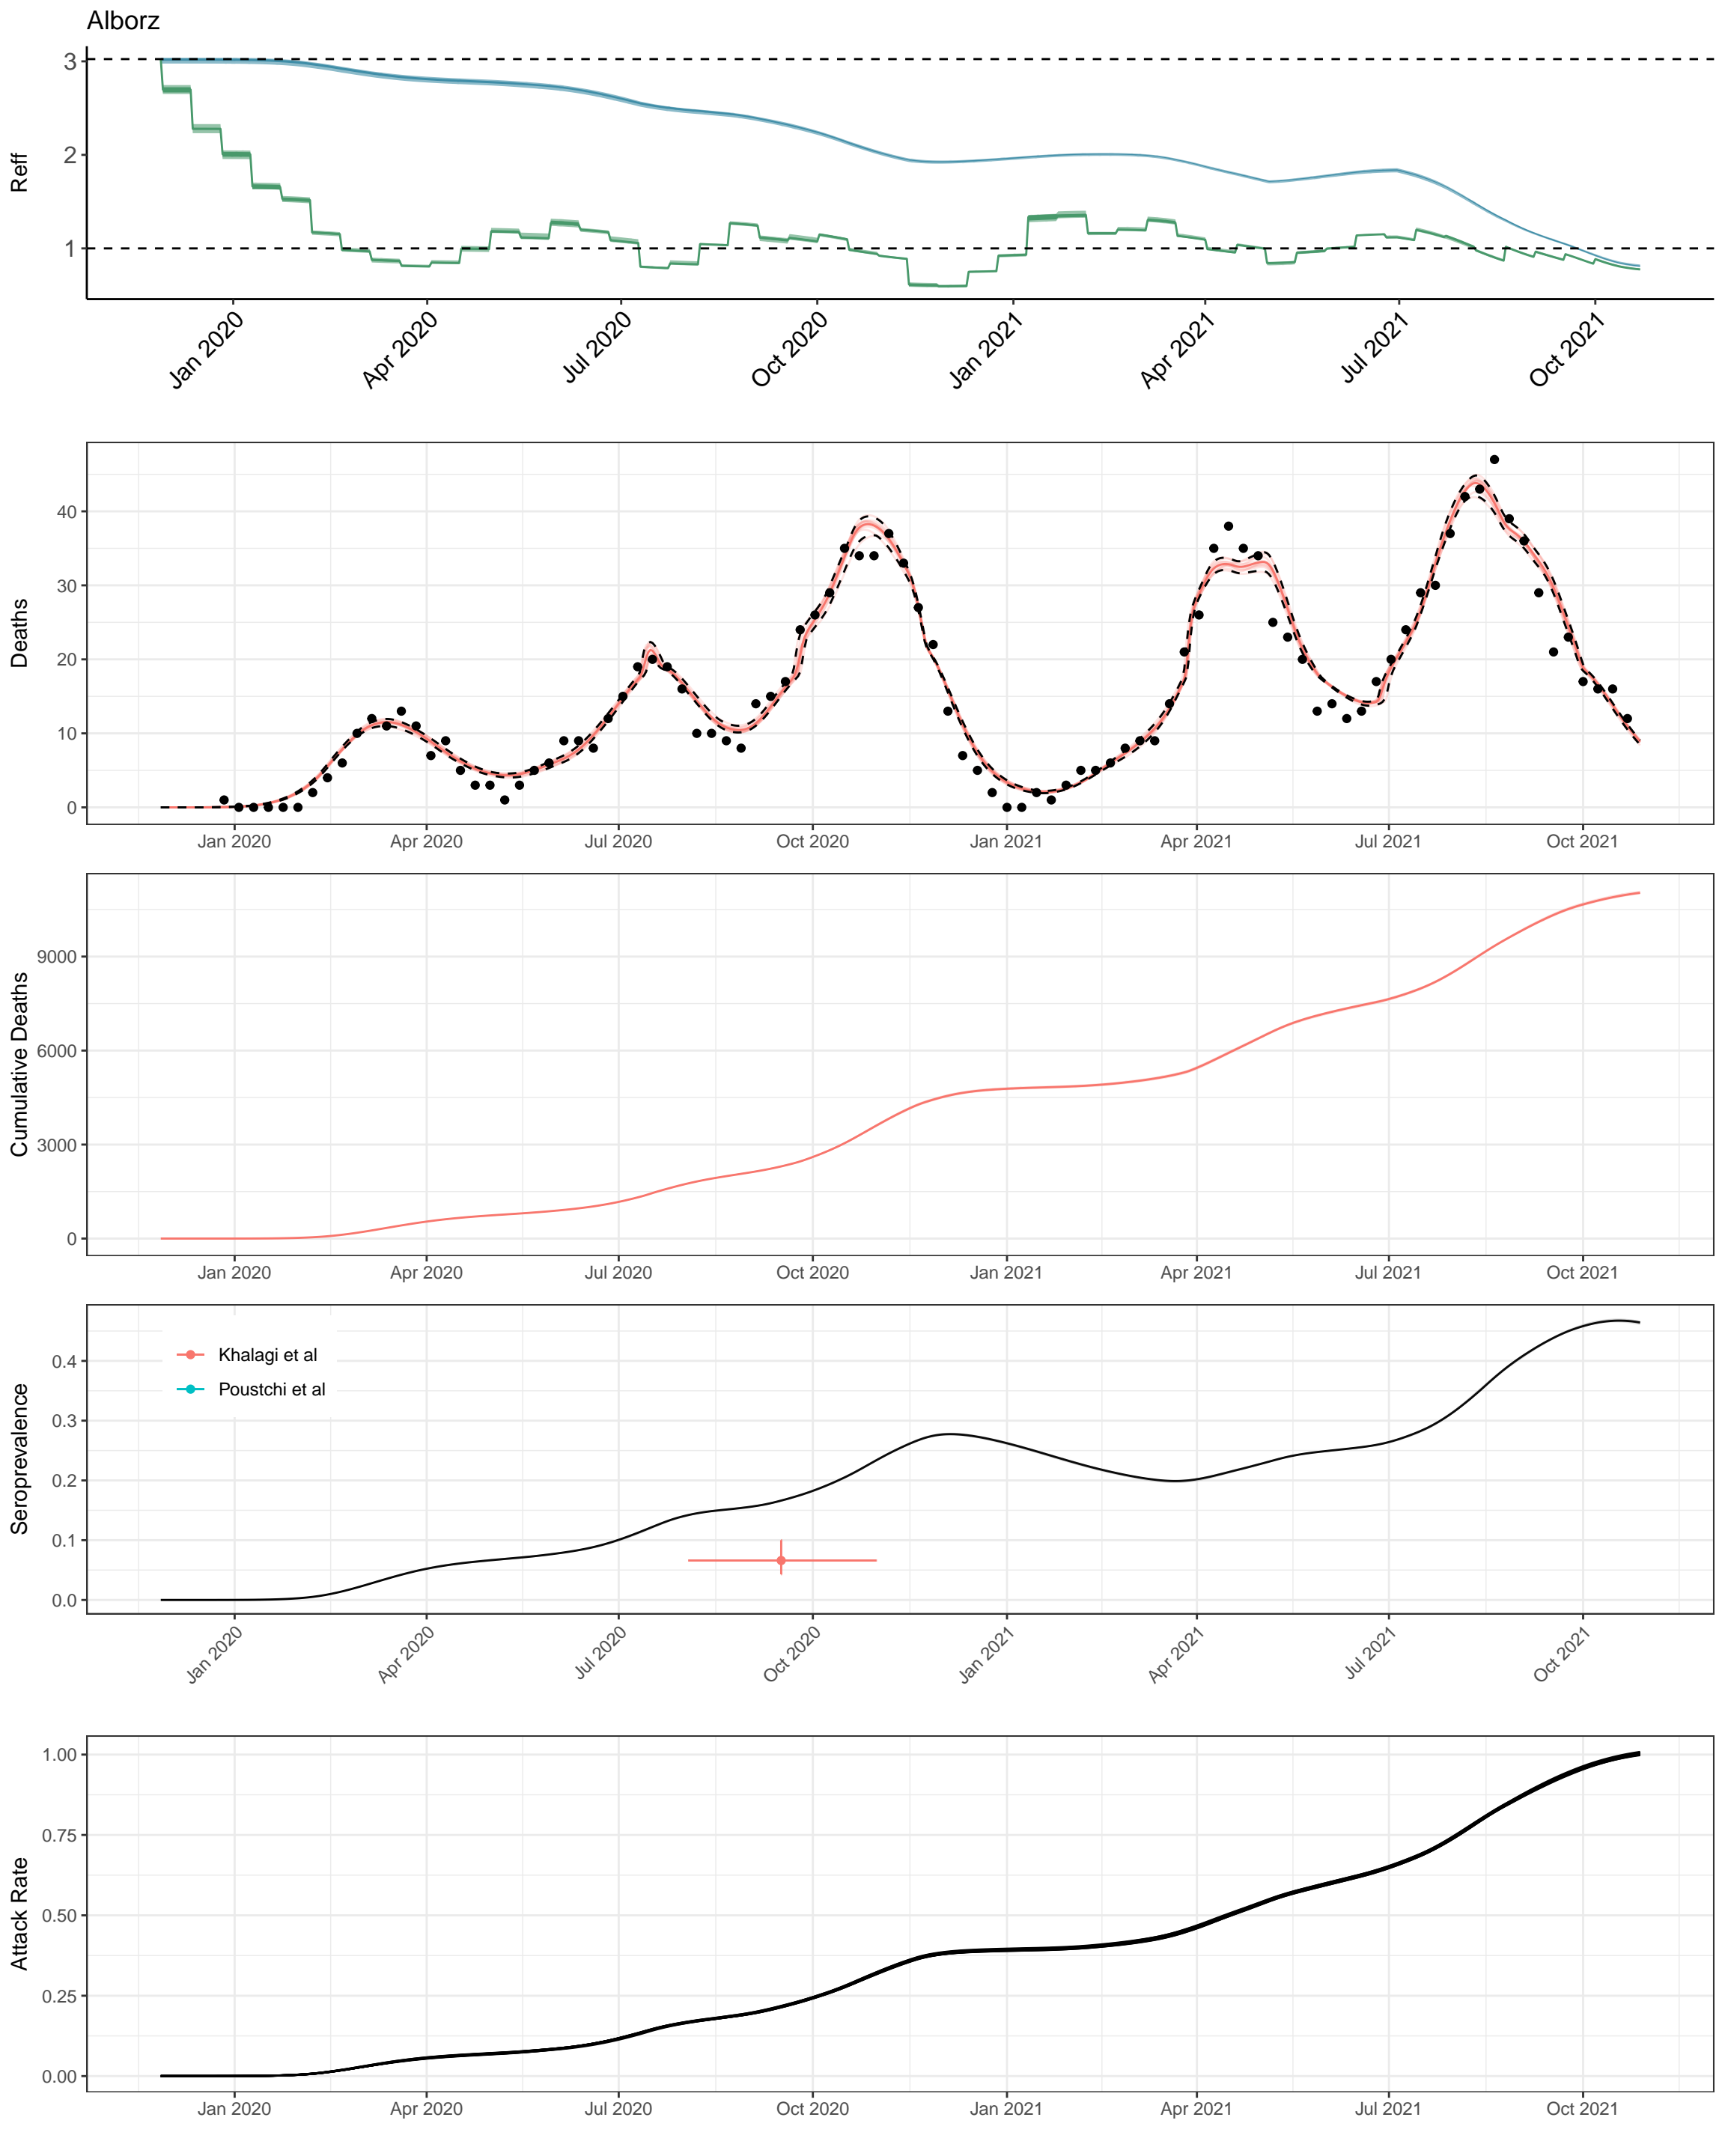 Alborz
Reff
3
2
1
Jan 2020
Apr 2020
Jul 2020
Oct 2020
Jan 2021
Apr 2021
Jul 2021
Oct 2021
Deaths
40
30
20
10
0
Jan 2020
Apr 2020
Jul 2020
Oct 2020
Jan 2021
Apr 2021
Jul 2021
Oct 2021
Cumulative Deaths
9000
6000
3000
0
Jan 2020
Apr 2020
Jul 2020
Oct 2020
Jan 2021
Apr 2021
Jul 2021
Oct 2021
Seroprevalence
0.4
0.3
0.2
0.1
0.0
Khalagi et al
Poustchi et al
Jan 2020
Apr 2020
Jul 2020
Oct 2020
Jan 2021
Apr 2021
Jul 2021
Oct 2021
Attack Rate
1.00
0.75
0.50
0.25
0.00
Jan 2020
Apr 2020
Jul 2020
Oct 2020
Jan 2021
Apr 2021
Jul 2021
Oct 2021